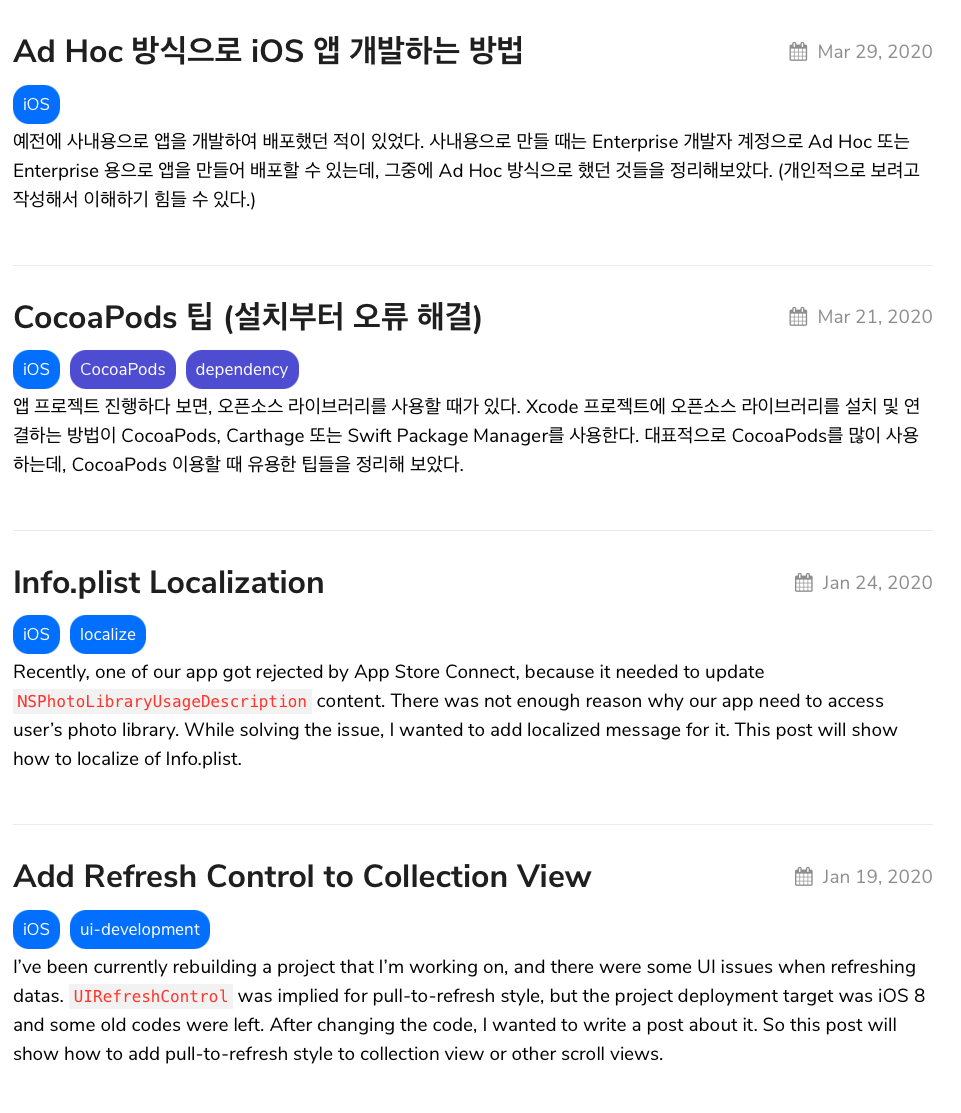 Ad Hoc 방식으로 iOS 앱 개발하는 방법
Mar 29, 2020
iOS
예전에 사내용으로 앱을 개발하여 배포했던 적이 있었다. 사내용으로 만들 때는 Enterprise 개발자 계정으로 Ad Hoc 또는
Enterprise 용으로 앱을 만들어 배포할 수 있는데, 그중에 Ad Hoc 방식으로 했던 것들을 정리해보았다. (개인적으로 보려고
작성해서 이해하기 힘들 수 있다.)
CocoaPods 팁 (설치부터 오류 해결)
Mar 21, 2020
iOS CocoaPods dependency
앱 프로젝트 진행하다 보면, 오픈소스 라이브러리를 사용할 때가 있다. Xcode 프로젝트에 오픈소스 라이브러리를 설치 및 연
결하는 방법이 CocoaPods, Carthage 또는 Swift Package Manager를 사용한다. 대표적으로 CocoaPods를 많이 사용
하는데, CocoaPods 이용할 때 유용한 팁들을 정리해 보았다.
Info.plist Localization
Jan 24, 2020
iOS localize
Recently, one of our app got rejected by App Store Connect, because it needed to update
NSPhotoLibraryUsageDescription content. There was not enough reason why our app need to access
user’s photo library. While solving the issue, I wanted to add localized message for it. This post will show
how to localize of Info.plist.
Add Refresh Control to Collection View
Jan 19, 2020
iOS ui-development
I’ve been currently rebuilding a project that I’m working on, and there were some UI issues when refreshing
datas. UIRefreshControl was implied for pull-to-refresh style, but the project deployment target was iOS 8
and some old codes were left. After changing the code, I wanted to write a post about it. So this post will
show how to add pull-to-refresh style to collection view or other scroll views.